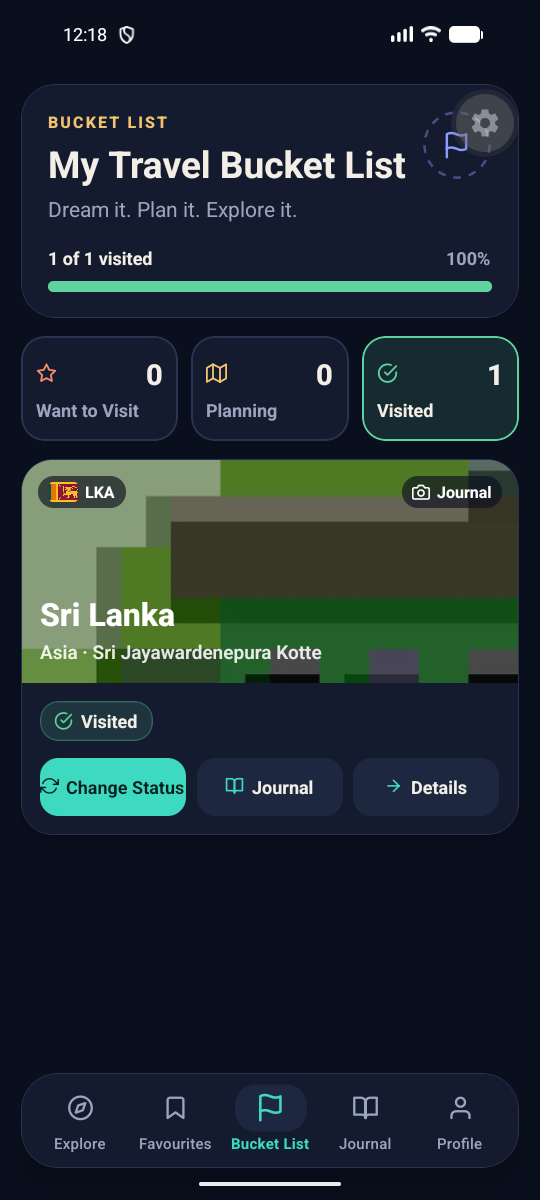 12:18
BUCKET LIST
My Travel Bucket List
Dream it. Plan it. Explore it.
1 of 1 visited 100%
0 0 1
Want to Visit Planning Visited
LKA Journal
Sri Lanka
Asia · Sri Jayawardenepura Kotte
Visited
Change Status Journal Details
Explore Favourites Bucket List Journal Profile